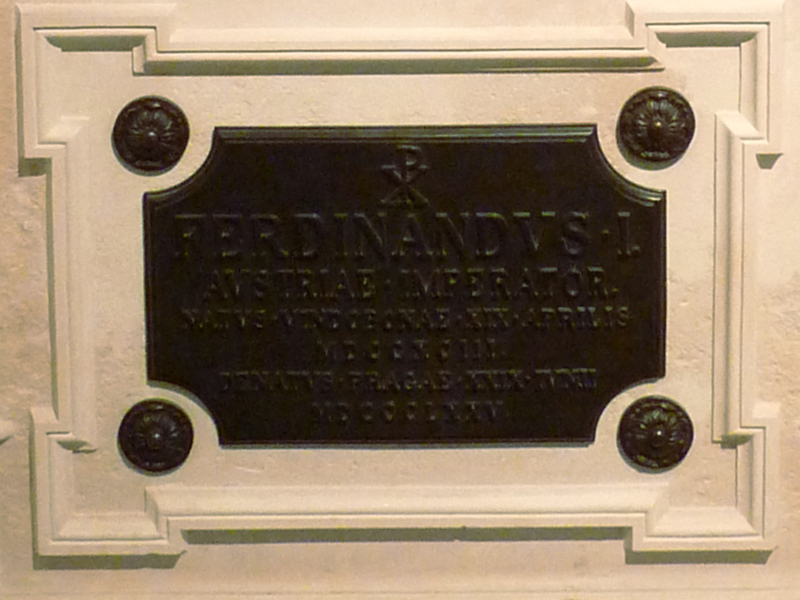 ☧
FERDINANDVS · I.
AVSTRIAE · IMPERATOR.
NATVS · VINDOBONAE · XIX · APRILIS
MDCCXCIII.
DENATVS · PRAGAE · XXIX · IVNII
MDCCCLXXV.